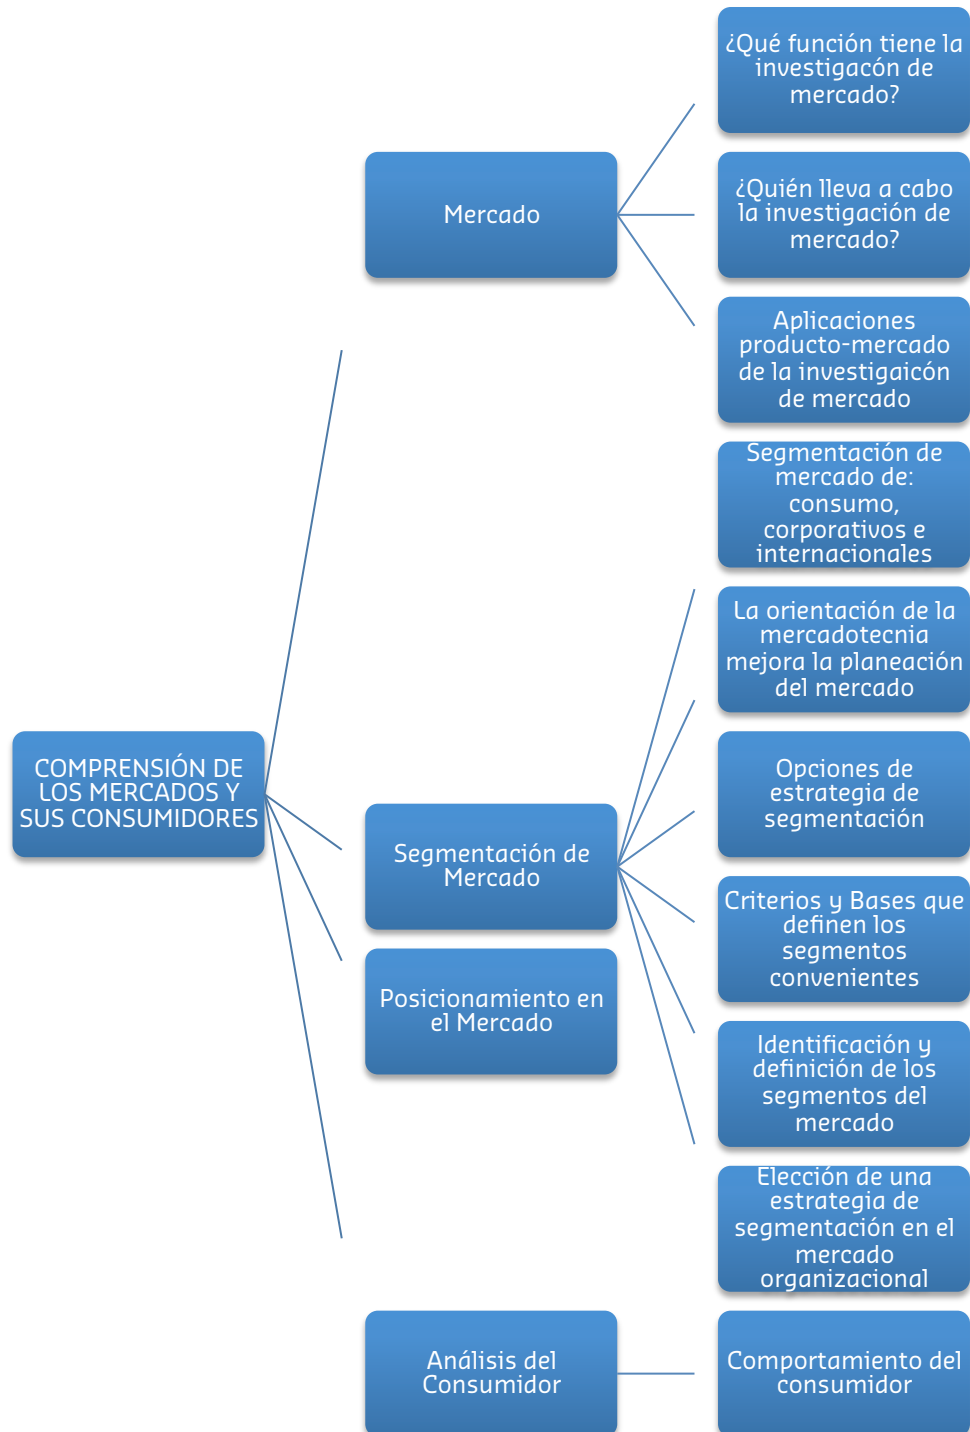 ¿Qué función tiene la
investigacón de
mercado?
Mercado
¿Quién lleva a cabo
la investigación de
mercado?
Aplicaciones
producto-mercado
de la investigaicón
de mercado
Segmentación de
mercado de:
consumo,
corporativos e
internacionales
La orientación de la
mercadotecnia
mejora la planeación
del mercado
COMPRENSIÓN DE
LOS MERCADOS Y
SUS CONSUMIDORES
Opciones de
estrategia de
segmentación
Segmentación de
Mercado
Criterios y Bases que
definen los
segmentos
convenientes
Posicionamiento en
el Mercado
Identificación y
definición de los
segmentos del
mercado
Elección de una
estrategia de
segmentación en el
mercado
organizacional
Análisis del
Consumidor
Comportamiento del
consumidor